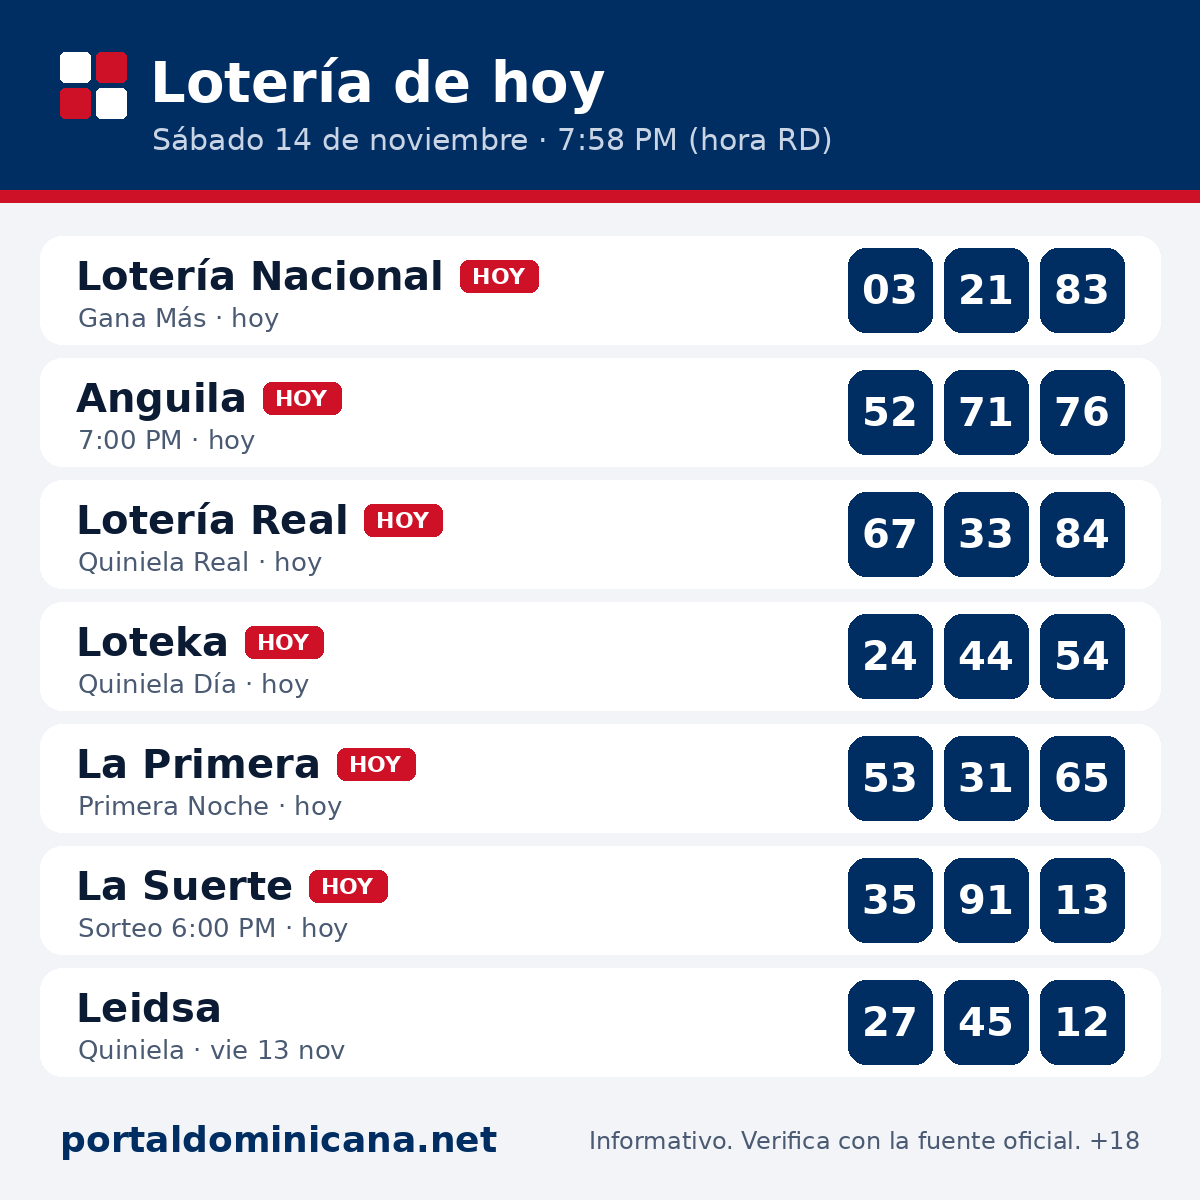 Lotería de hoy
Sábado 14 de noviembre · 7:58 PM (hora RD)
Lotería Nacional HOY
Gana Más · hoy
03 21 83
Anguila HOY
7:00 PM · hoy
52 71 76
Lotería Real HOY
Quiniela Real · hoy
67 33 84
Loteka HOY
Quiniela Día · hoy
24 44 54
La Primera HOY
Primera Noche · hoy
53 31 65
La Suerte HOY
Sorteo 6:00 PM · hoy
35 91 13
Leidsa
Quiniela · vie 13 nov
27 45 12
portaldominicana.net
Informativo. Verifica con la fuente oficial. +18